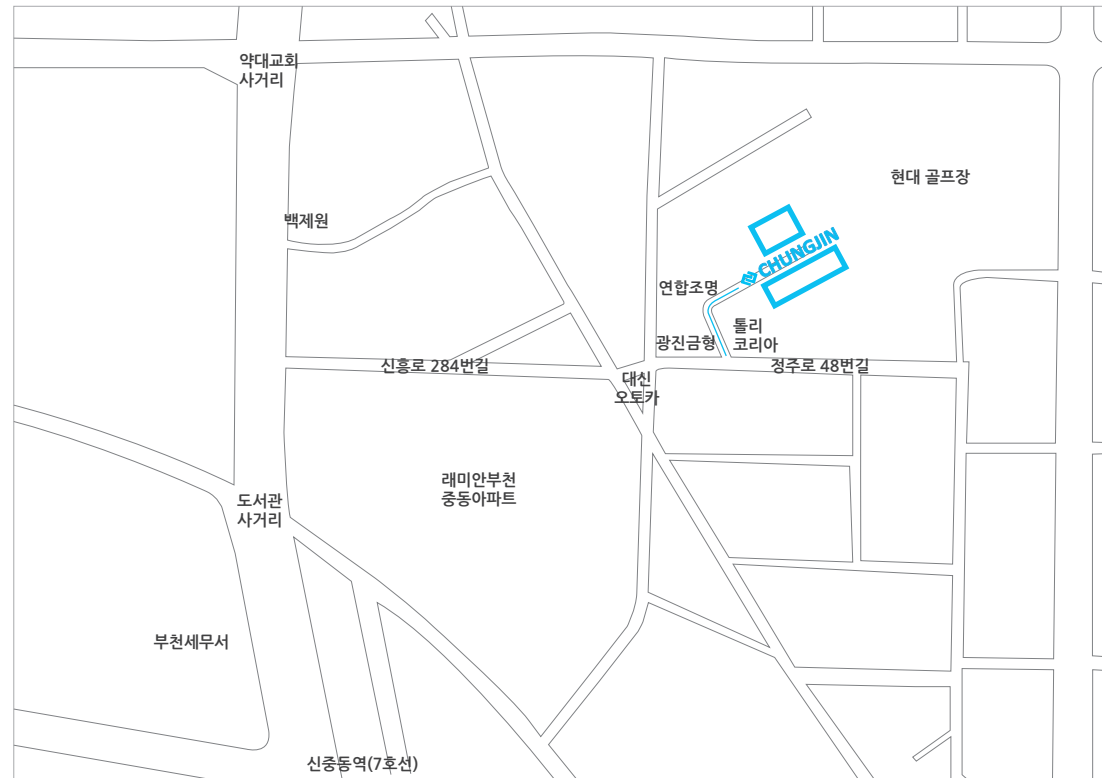 약대교회
사거리
현대 골프장
백제원
CHUNGJIN
연합조명
톨리
코리아
광진금형
신흥로 284번길
정주로 48번길
대신
오토카
래미안부천
중동아파트
도서관
사거리
부천세무서
신중동역(7호선)